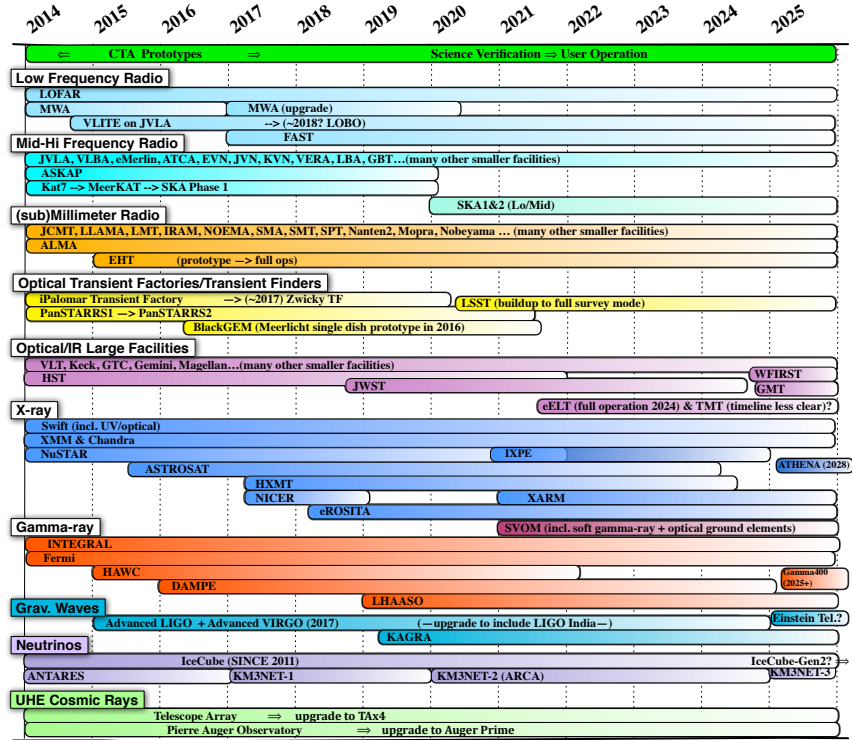 2014 2015 2016 2017 2018 2019 2020 2021 2022 2023 2024 2025
⇐ CTA Prototypes ⇒ Science Verification ⇒ User Operation
Low Frequency Radio
LOFAR
MWA MWA (upgrade)
VLITE on JVLA --> (~2018? LOBO)
FAST
Mid-Hi Frequency Radio
JVLA, VLBA, eMerlin, ATCA, EVN, JVN, KVN, VERA, LBA, GBT…(many other smaller facilities)
ASKAP
Kat7 --> MeerKAT --> SKA Phase 1
SKA1&2 (Lo/Mid)
(sub)Millimeter Radio
JCMT, LLAMA, LMT, IRAM, NOEMA, SMA, SMT, SPT, Nanten2, Mopra, Nobeyama … (many other smaller facilities)
ALMA
EHT (prototype —> full ops)
Optical Transient Factories/Transient Finders
iPalomar Transient Factory —> (~2017) Zwicky TF LSST (buildup to full survey mode)
PanSTARRS1 —> PanSTARRS2
BlackGEM (Meerlicht single dish prototype in 2016)
Optical/IR Large Facilities
VLT, Keck, GTC, Gemini, Magellan…(many other smaller facilities)
WFIRST
HST
JWST GMT
eELT (full operation 2024) & TMT (timeline less clear)?
X-ray
Swift (incl. UV/optical)
XMM & Chandra
NuSTAR IXPE
ATHENA (2028)
ASTROSAT
HXMT
NICER XARM
eROSITA
SVOM (incl. soft gamma-ray + optical ground elements)
Gamma-ray
INTEGRAL
Fermi
HAWC Gamma400
(2025+)
DAMPE
LHAASO
Grav. Waves
Einstein Tel.?
Advanced LIGO + Advanced VIRGO (2017) (—upgrade to include LIGO India—)
KAGRA
Neutrinos
IceCube (SINCE 2011) IceCube-Gen2? ⇒
ANTARES KM3NET-1 KM3NET-2 (ARCA) KM3NET-3
UHE Cosmic Rays
Telescope Array ⇒ upgrade to TAx4
Pierre Auger Observatory ⇒ upgrade to Auger Prime